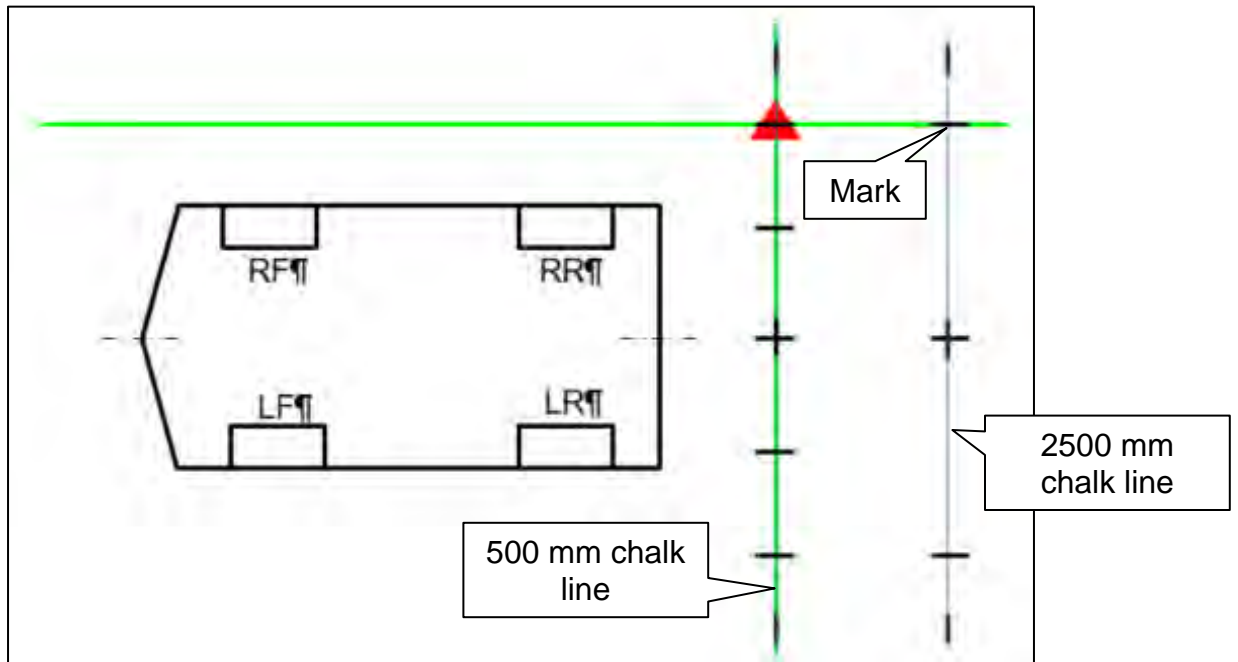 Mark
RF¶
RR¶
LF¶
LR¶
2500 mm
chalk line
500 mm chalk
line